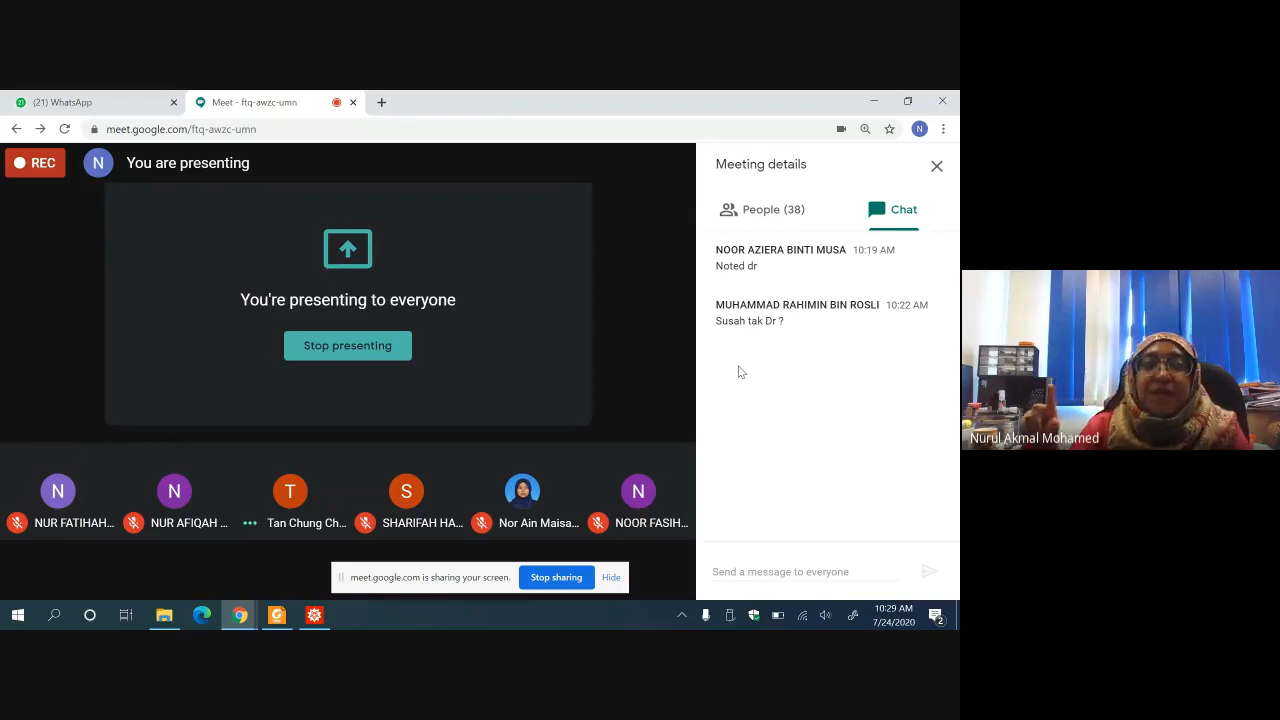 (21) WhatsApp
Meet - ftq-awzc-umn
meet.google.com/ftq-awzc-umn
N
REC
N
You are presenting
Meeting details
People (38)
Chat
NOOR AZIERA BINTI MUSA 10:19 AM
Noted dr
MUHAMMAD RAHIMIN BIN ROSLI 10:22 AM
Susah tak Dr ?
You're presenting to everyone
Stop presenting
Nurul Akmal Mohamed
N
N
T
S
N
NUR FATIHAH...
NUR AFIQAH ...
Tan Chung Ch...
SHARIFAH HA...
Nor Ain Maisa...
NOOR FASIH...
Send a message to everyone
meet.google.com is sharing your screen.
Stop sharing
Hide
10:29 AM
7/24/2020
2